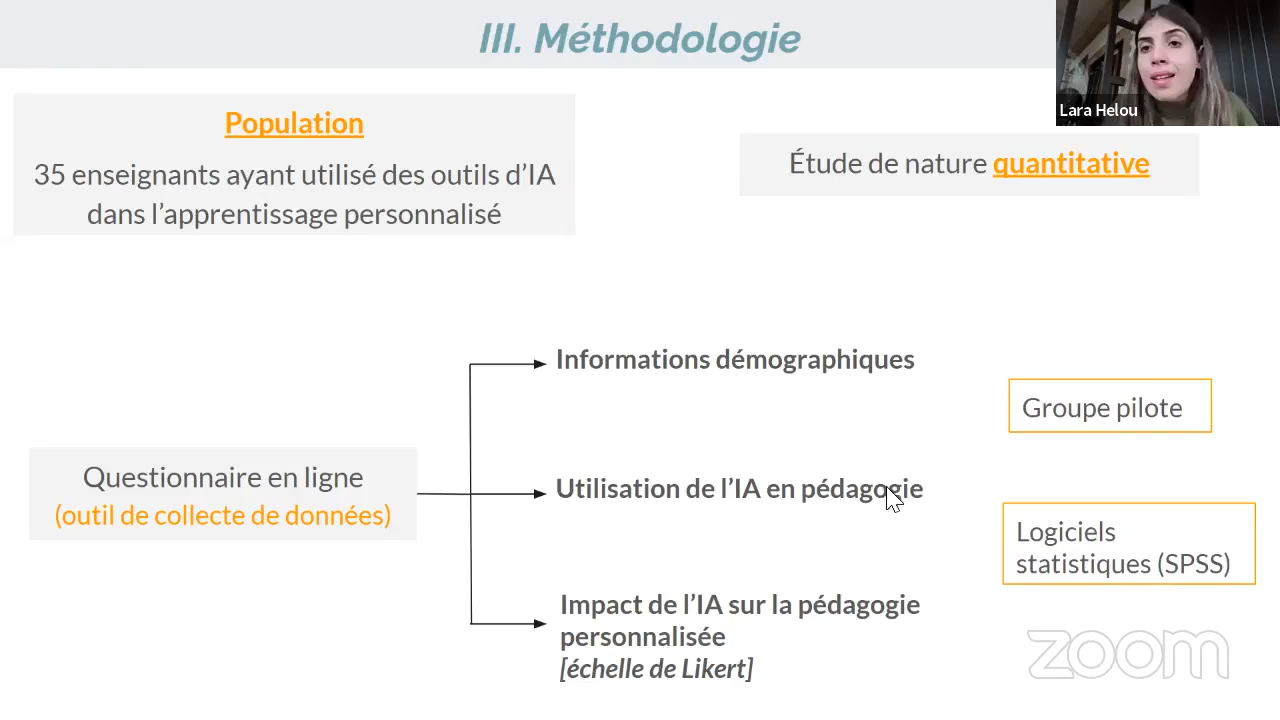 III. Méthodologie
Lara Helou
Population
35 enseignants ayant utilisé des outils d’IA
dans l’apprentissage personnalisé
Étude de nature quantitative
Informations démographiques
Groupe pilote
Questionnaire en ligne
(outil de collecte de données)
Utilisation de l’IA en pédagogie
Logiciels
statistiques (SPSS)
Impact de l’IA sur la pédagogie
personnalisée
[échelle de Likert]
zoom